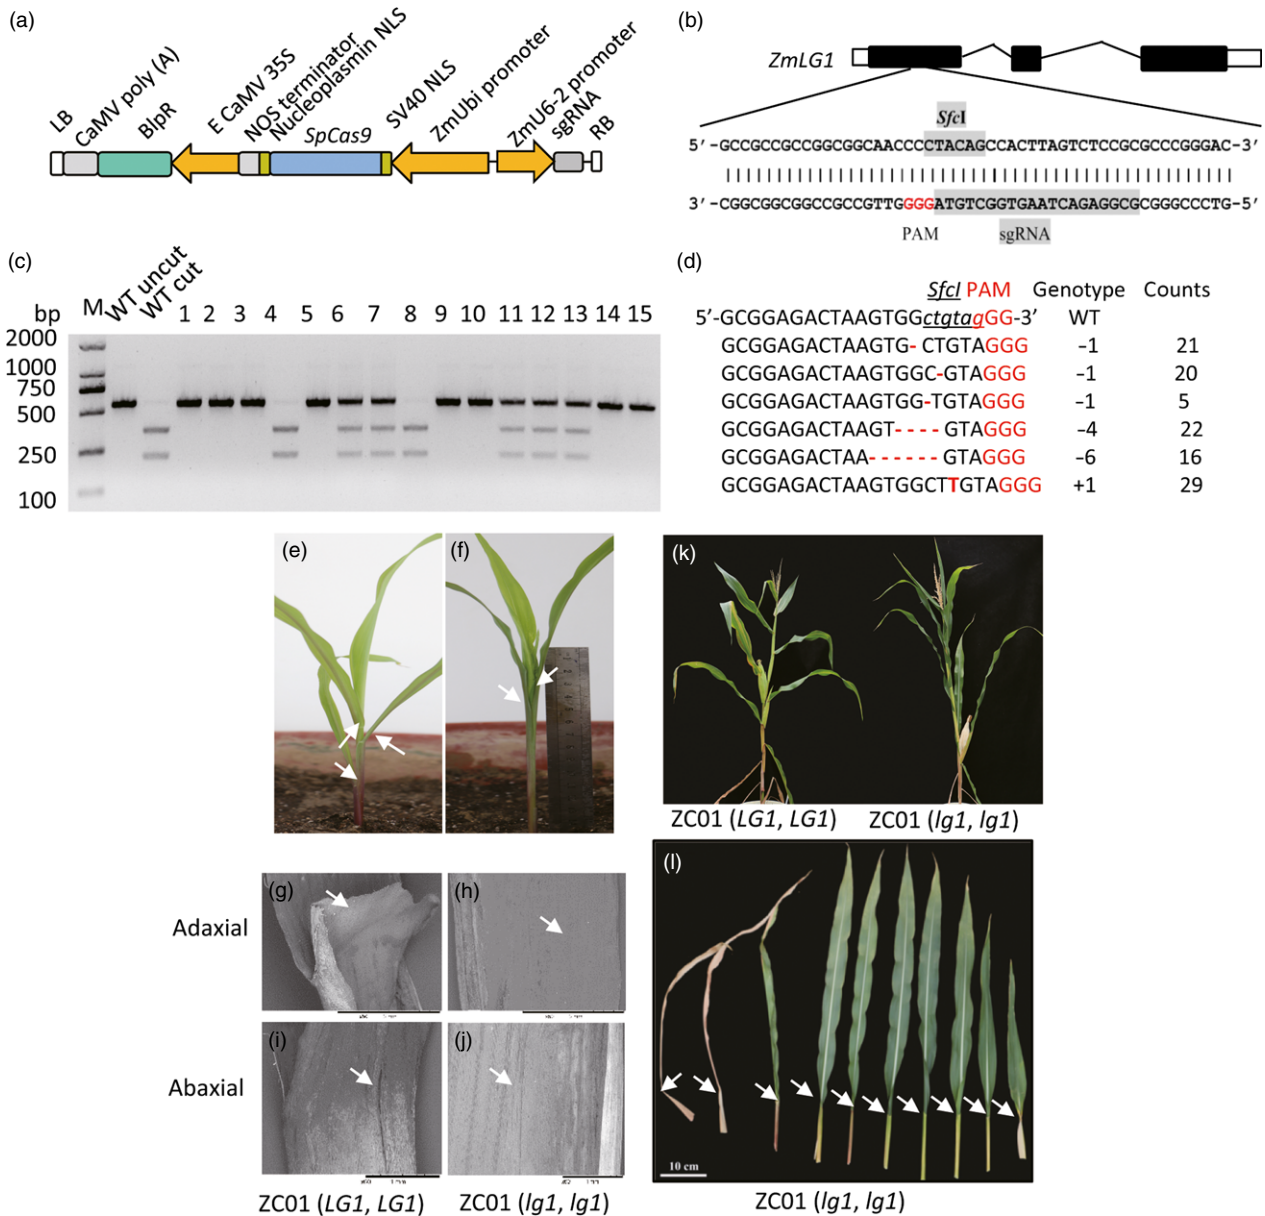 (a)
LB
CaMV poly (A)
BlpR
E CaMV 35S
NOS terminator
Nucleoplasmin NLS
SpCas9
SV40 NLS
ZmUbi promoter
ZmU6-2 promoter
sgRNA
RB
(b)
ZmLG1
SfcI
5'-GCCGCCGCCGGCGGCAACCCCTACAGCCACTTAGTCTCCGCGCCCGGGAC-3'
3'-CGGCGGCGGCCGCCGTTGGGGATGTCGGTGAATCAGAGGCGCGGGCCCTG-5'
PAM
sgRNA
(c)
bp
M
WT uncut
WT cut
1 2 3 4 5 6 7 8 9 10 11 12 13 14 15
2000
1000
750
500
250
100
(d)
SfcI PAM Genotype Counts
5'-GCGGAGACTAAGTGGctgtagGG-3' WT
GCGGAGACTAAGTG-CTGTAGGG –1 21
GCGGAGACTAAGTGGC-GTAGGG –1 20
GCGGAGACTAAGTGG-TGTAGGG –1 5
GCGGAGACTAAGT----GTAGGG –4 22
GCGGAGACTAA------GTAGGG –6 16
GCGGAGACTAAGTGGCTTGTAGGG +1 29
(e)
(f)
(k)
ZC01 (LG1, LG1) ZC01 (lg1, lg1)
(g)
(h)
Adaxial
(i)
(j)
Abaxial
ZC01 (LG1, LG1) ZC01 (lg1, lg1)
(l)
10 cm
ZC01 (lg1, lg1)